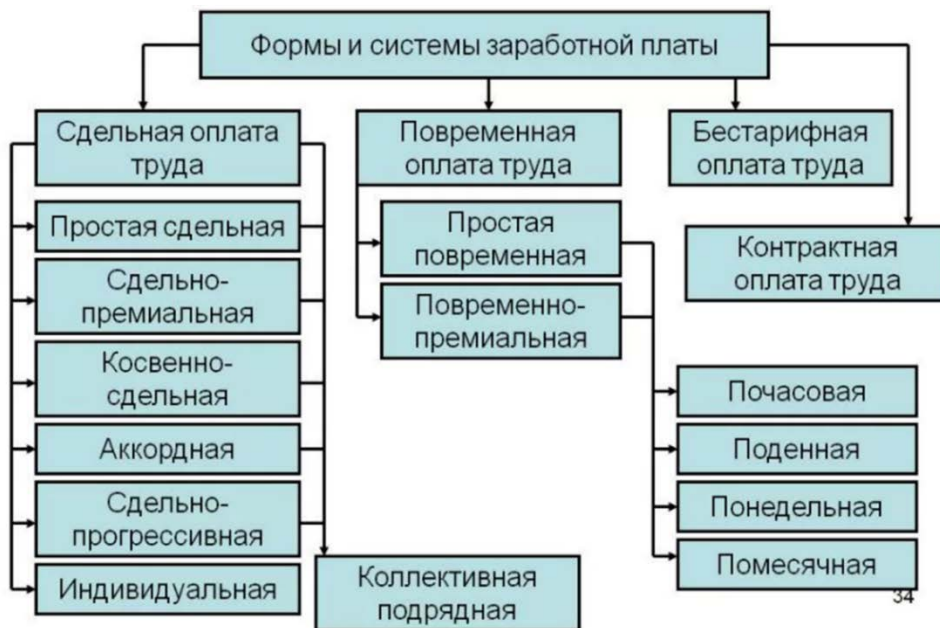 Формы и системы заработной платы
Сдельная оплата
труда
Простая сдельная
Сдельно-
премиальная
Косвенно-
сдельная
Аккордная
Сдельно-
прогрессивная
Индивидуальная
Коллективная
подрядная
Повременная
оплата труда
Простая
повременная
Повременно-
премиальная
Почасовая
Поденная
Понедельная
Помесячная
Бестарифная
оплата труда
Контрактная
оплата труда
34